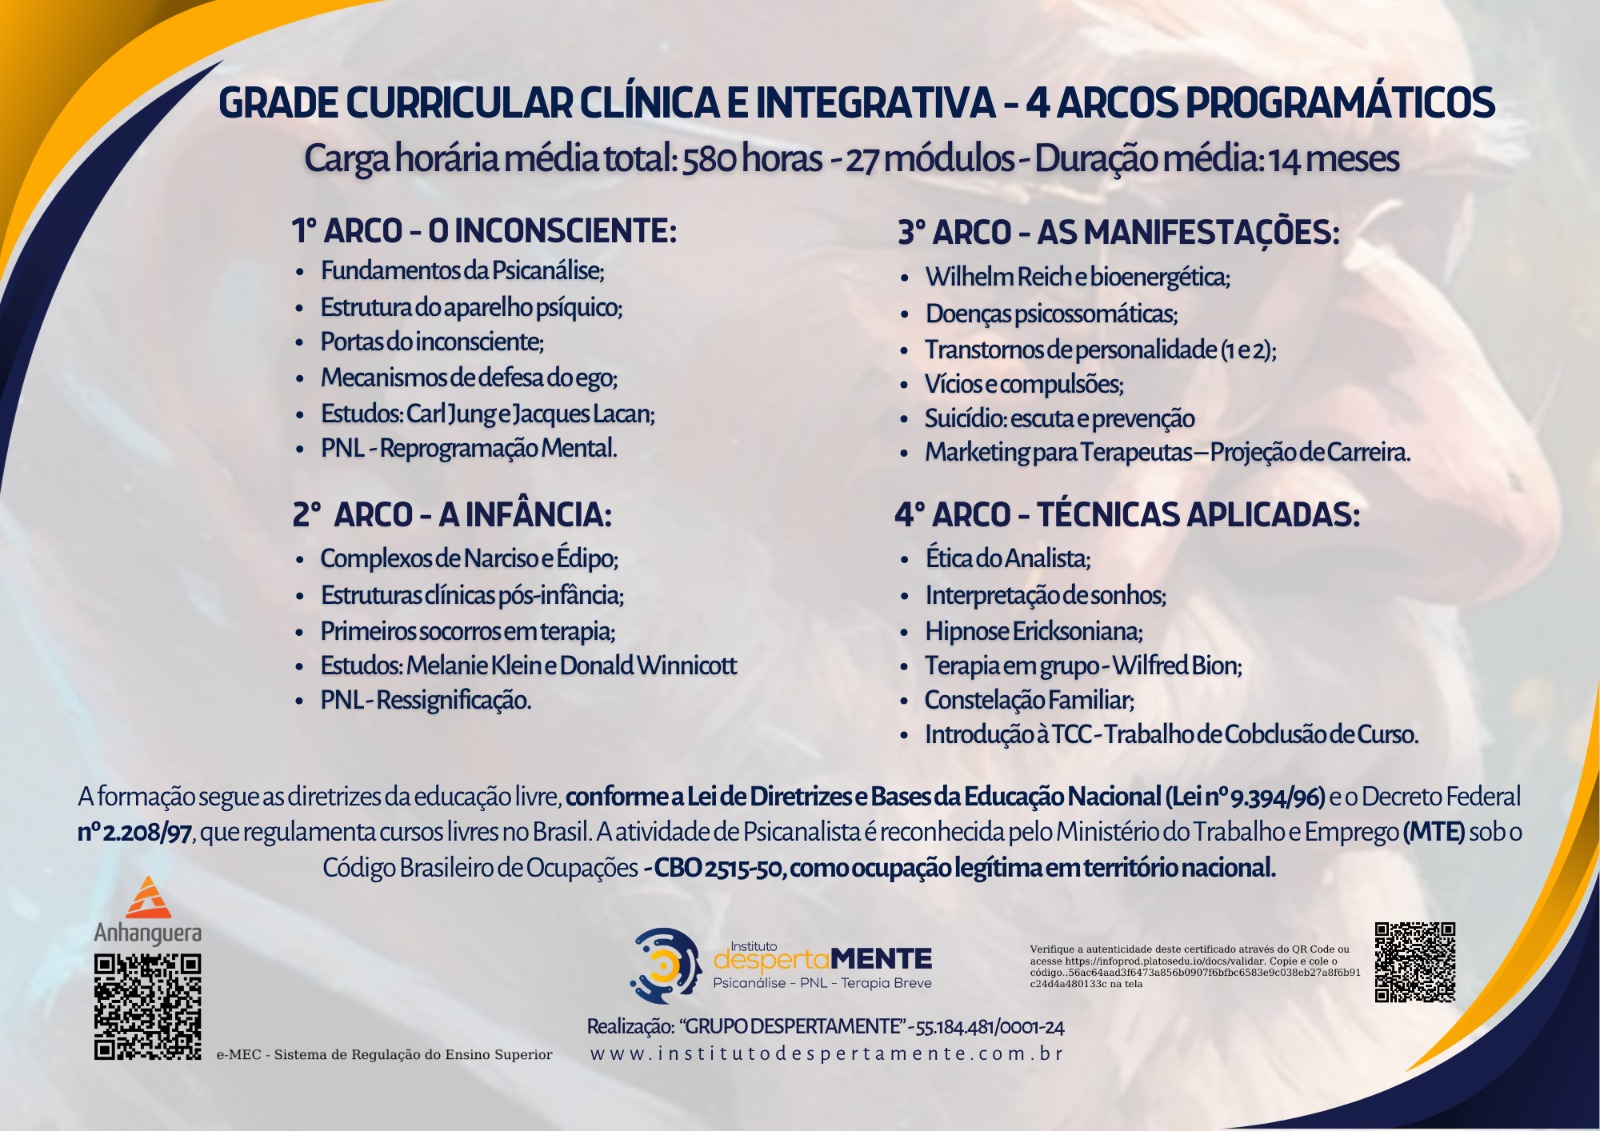 GRADE CURRICULAR CLÍNICA E INTEGRATIVA - 4 ARCOS PROGRAMÁTICOS
Carga horária média total: 580 horas - 27 módulos - Duração média: 14 meses
1° ARCO - O INCONSCIENTE:
• Fundamentos da Psicanálise;
• Estrutura do aparelho psíquico;
• Portas do inconsciente;
• Mecanismos de defesa do ego;
• Estudos: Carl Jung e Jacques Lacan;
• PNL - Reprogramação Mental.
2° ARCO - A INFÂNCIA:
• Complexos de Narciso e Édipo;
• Estruturas clínicas pós-infância;
• Primeiros socorros em terapia;
• Estudos: Melanie Klein e Donald Winnicott
• PNL - Ressignificação.
3° ARCO - AS MANIFESTAÇÕES:
• Wilhelm Reich e bioenergética;
• Doenças psicossomáticas;
• Transtornos de personalidade (1 e 2);
• Vícios e compulsões;
• Suicídio: escuta e prevenção
• Marketing para Terapeutas – Projeção de Carreira.
4° ARCO - TÉCNICAS APLICADAS:
• Ética do Analista;
• Interpretação de sonhos;
• Hipnose Ericksoniana;
• Terapia em grupo - Wilfred Bion;
• Constelação Familiar;
• Introdução à TCC - Trabalho de Cobclusão de Curso.
A formação segue as diretrizes da educação livre, conforme a Lei de Diretrizes e Bases da Educação Nacional (Lei nº 9.394/96) e o Decreto Federal
nº 2.208/97, que regulamenta cursos livres no Brasil. A atividade de Psicanalista é reconhecida pelo Ministério do Trabalho e Emprego (MTE) sob o
Código Brasileiro de Ocupações - CBO 2515-50, como ocupação legítima em território nacional.
Anhanguera
e-MEC - Sistema de Regulação do Ensino Superior
Instituto
despertaMENTE
Psicanálise - PNL - Terapia Breve
Realização: “GRUPO DESPERTAMENTE” - 55.184.481/0001-24
www.institutodespertamente.com.br
Verifique a autenticidade deste certificado através do QR Code ou
acesse https://infoprod.platosedu.io/docs/validar. Copie e cole o
código..56ac64aad3f6473a856b0907f6bfbc6583e9c038eb27a8f6b91
c24d4a480133c na tela